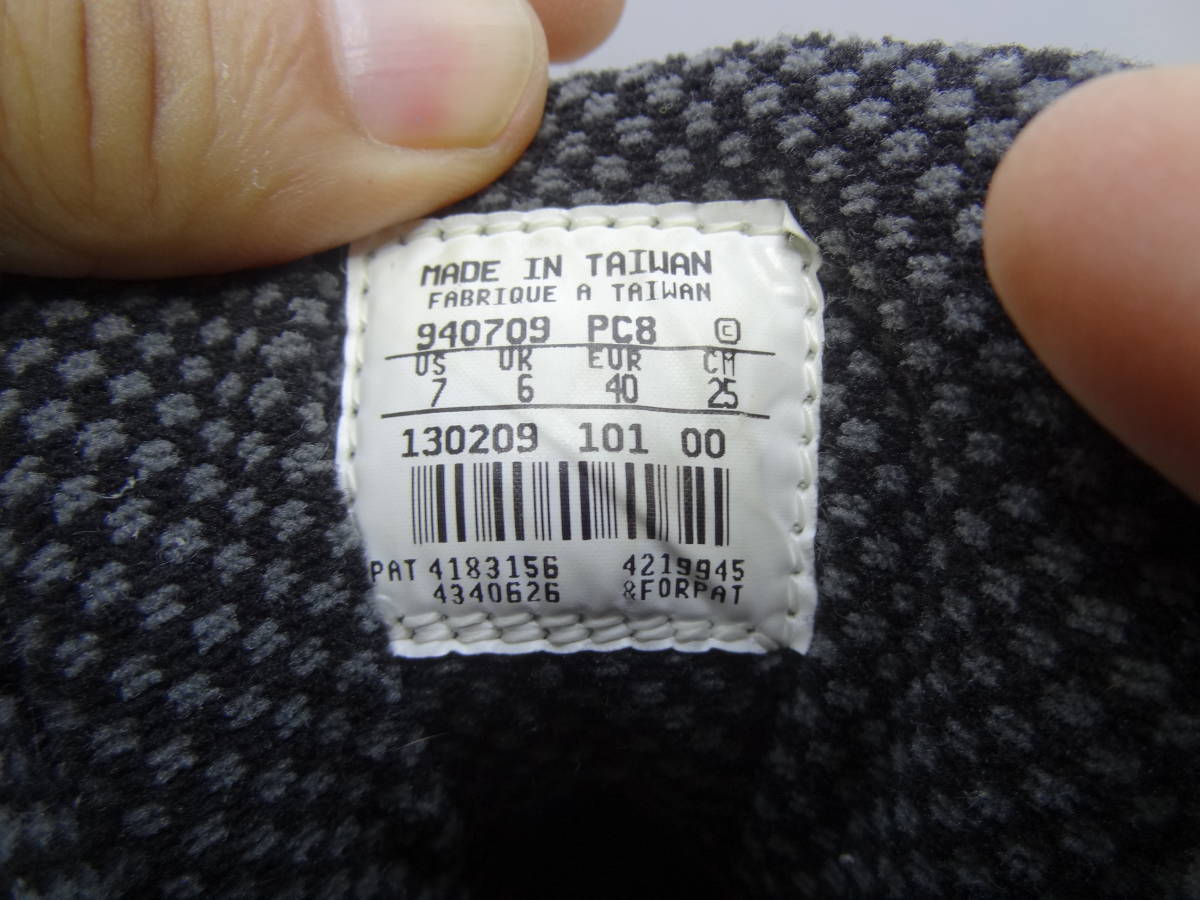 MADE IN TAIWAN
FABRIQUE A TAIWAN
940709 PC8 ©
US UK EUR CM
7 6 40 25
130209 101 00
PAT 4183156 4219945
4340626 &FORPAT